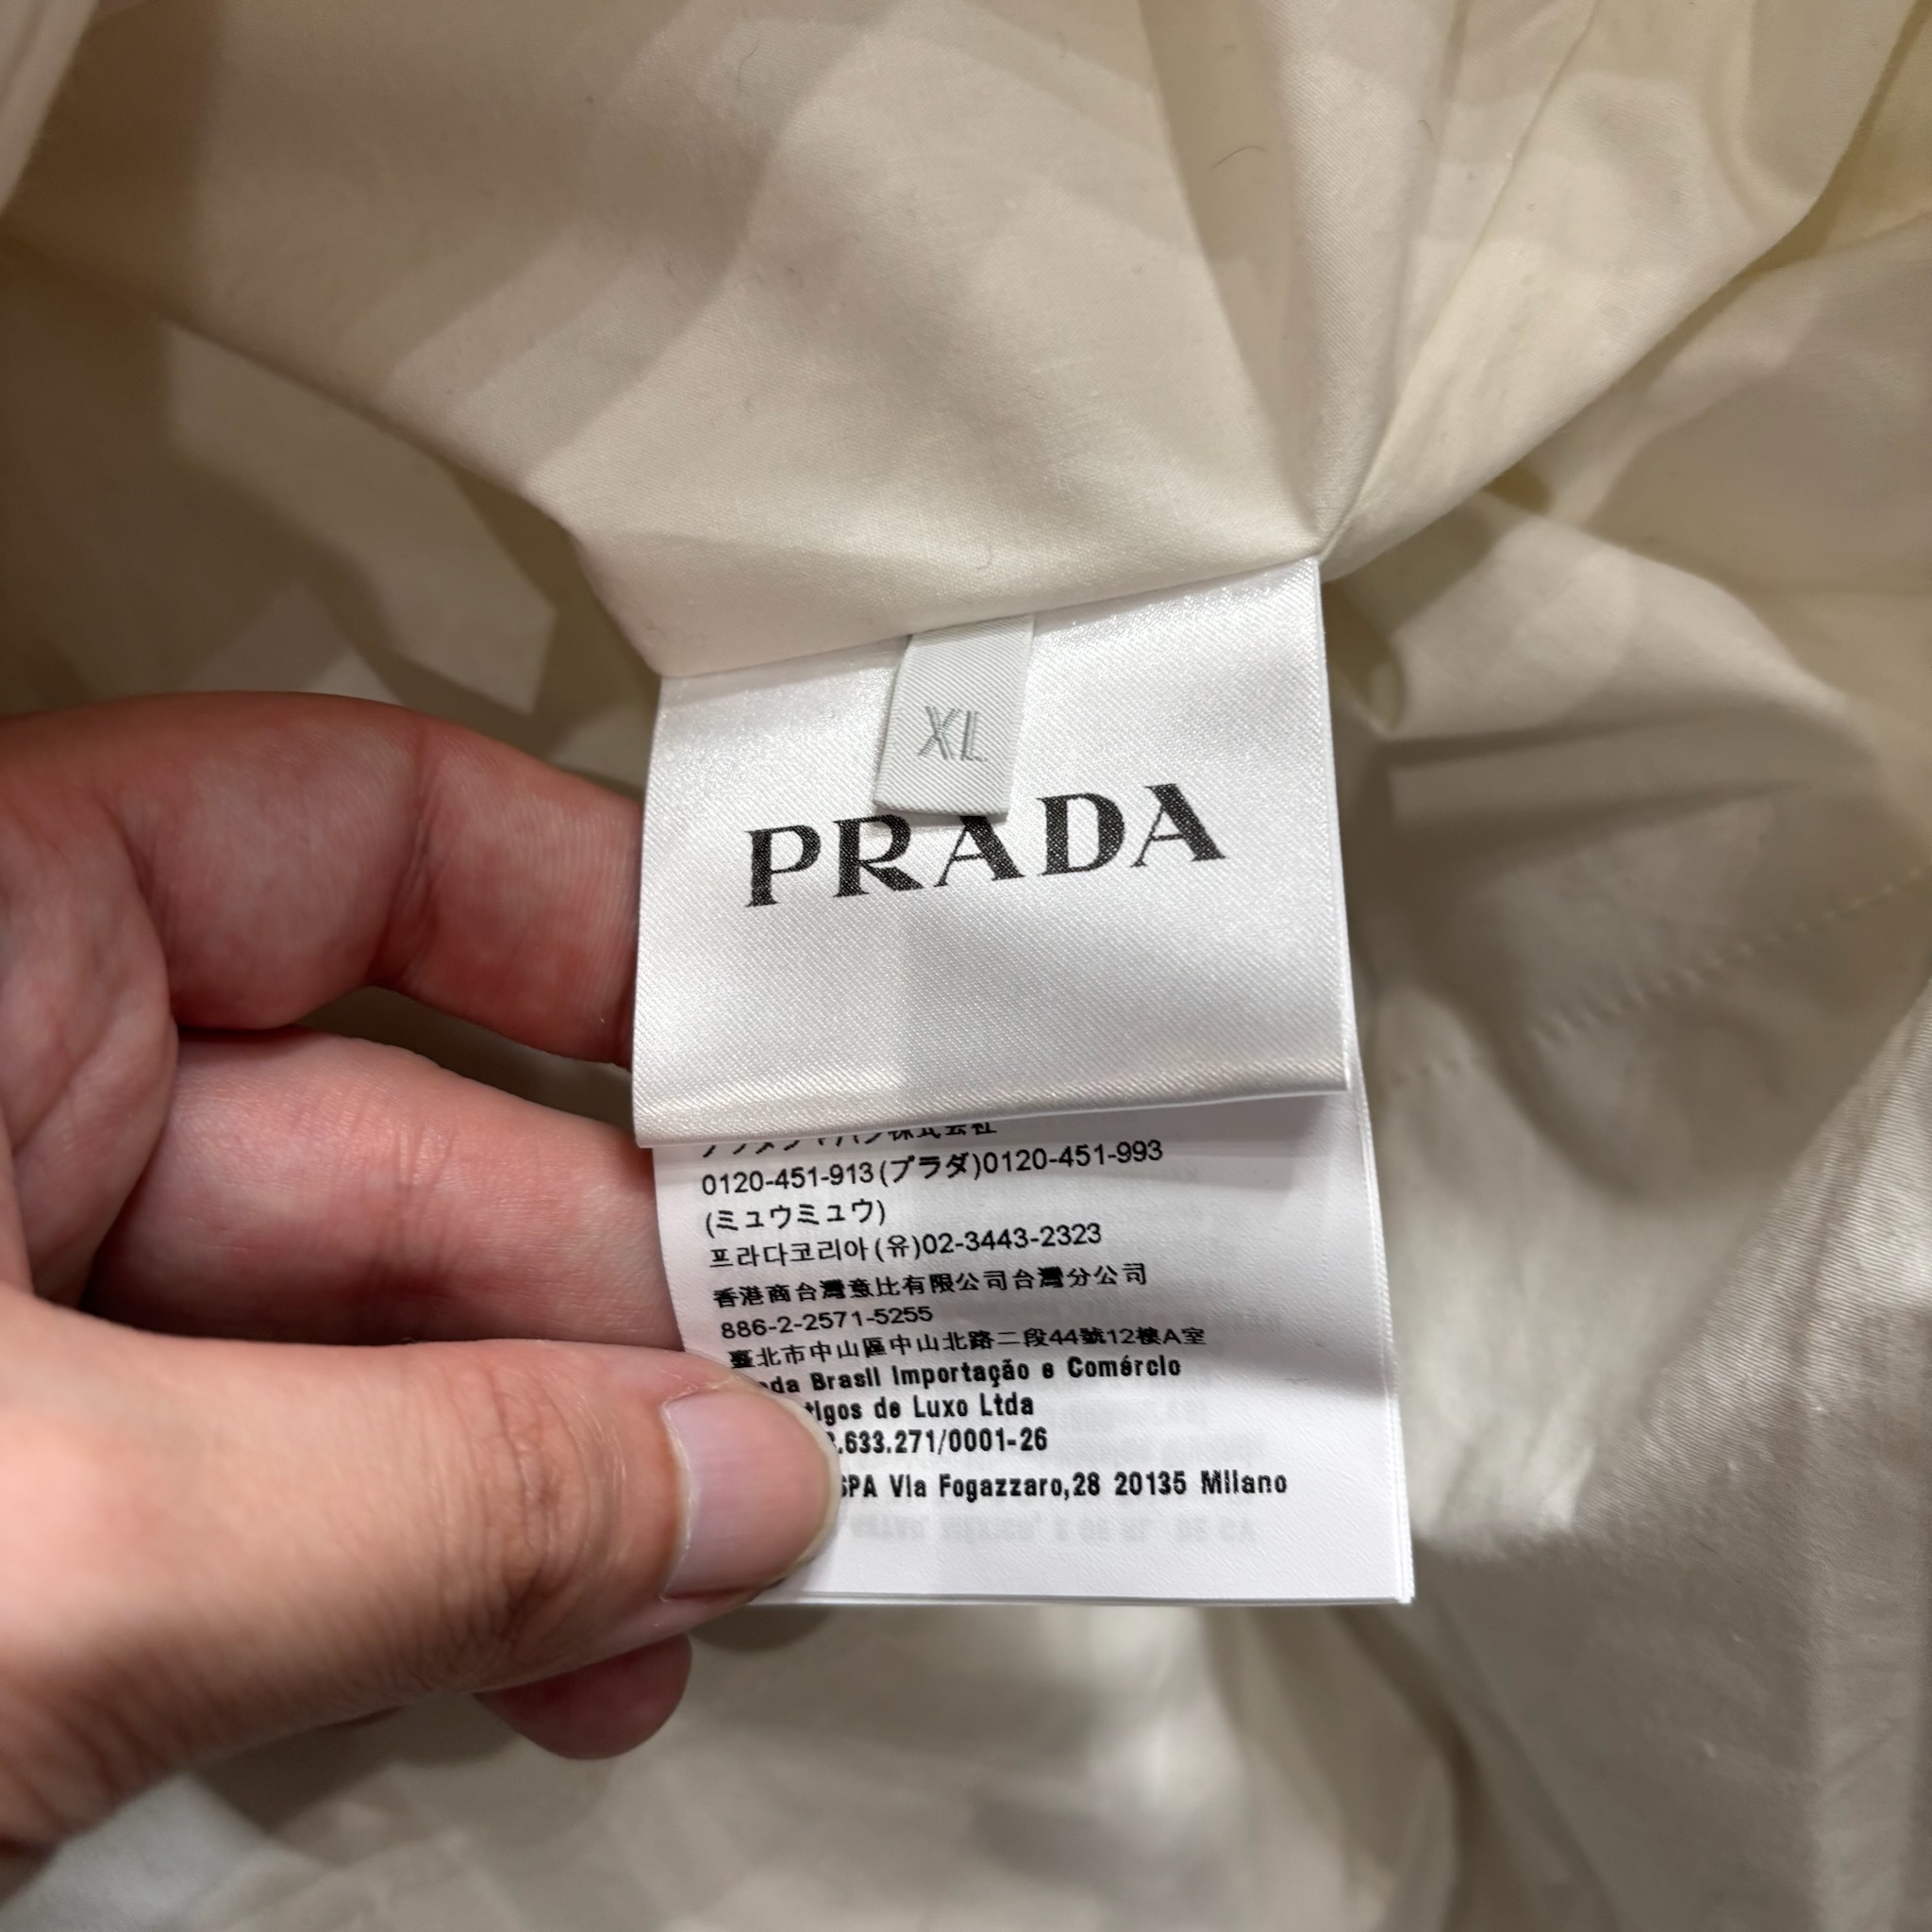 XL
PRADA
株式会社
0120-451-913(プラダ)0120-451-993
(ミュウミュウ)
프라다코리아(유)02-3443-2323
香港商台灣意比有限公司台灣分公司
886-2-2571-5255
臺北市中山區中山北路二段44號12樓A室
Brasil Importação e Comércio
de Luxo Ltda
.633.271/0001-26
SPA Via Fogazzaro,28 20135 Milano